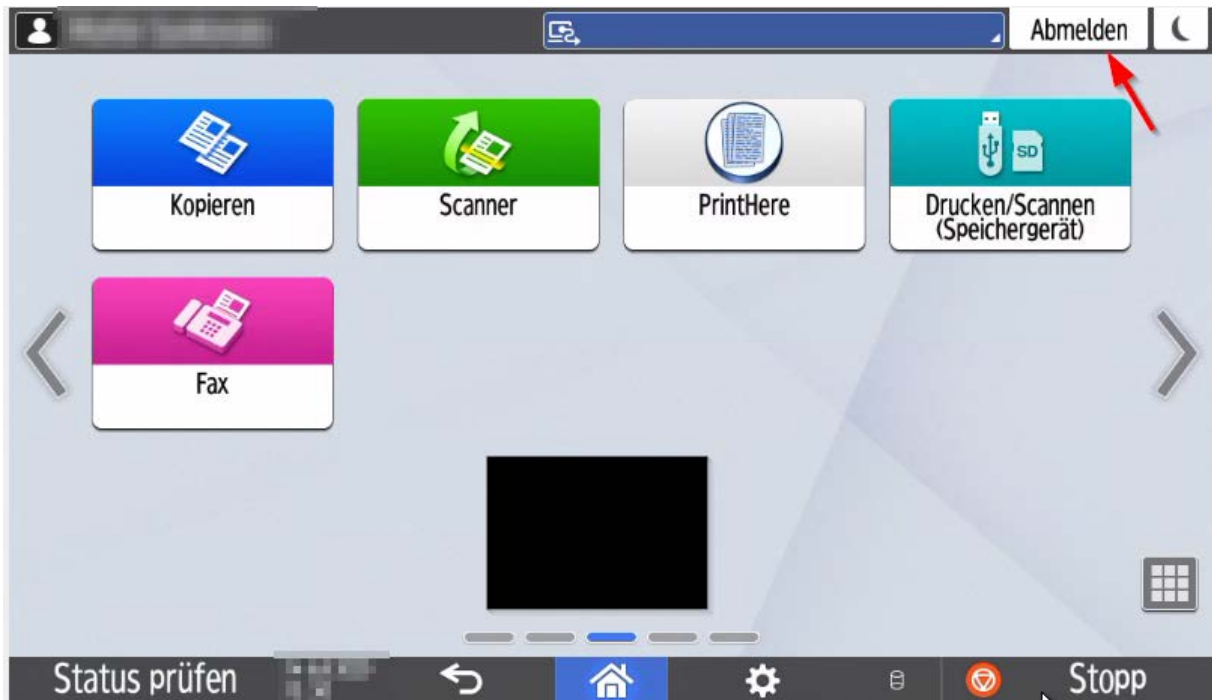 Abmelden
Kopieren
Scanner
PrintHere
SD
Drucken/Scannen
(Speichergerät)
Fax
Status prüfen
Stopp